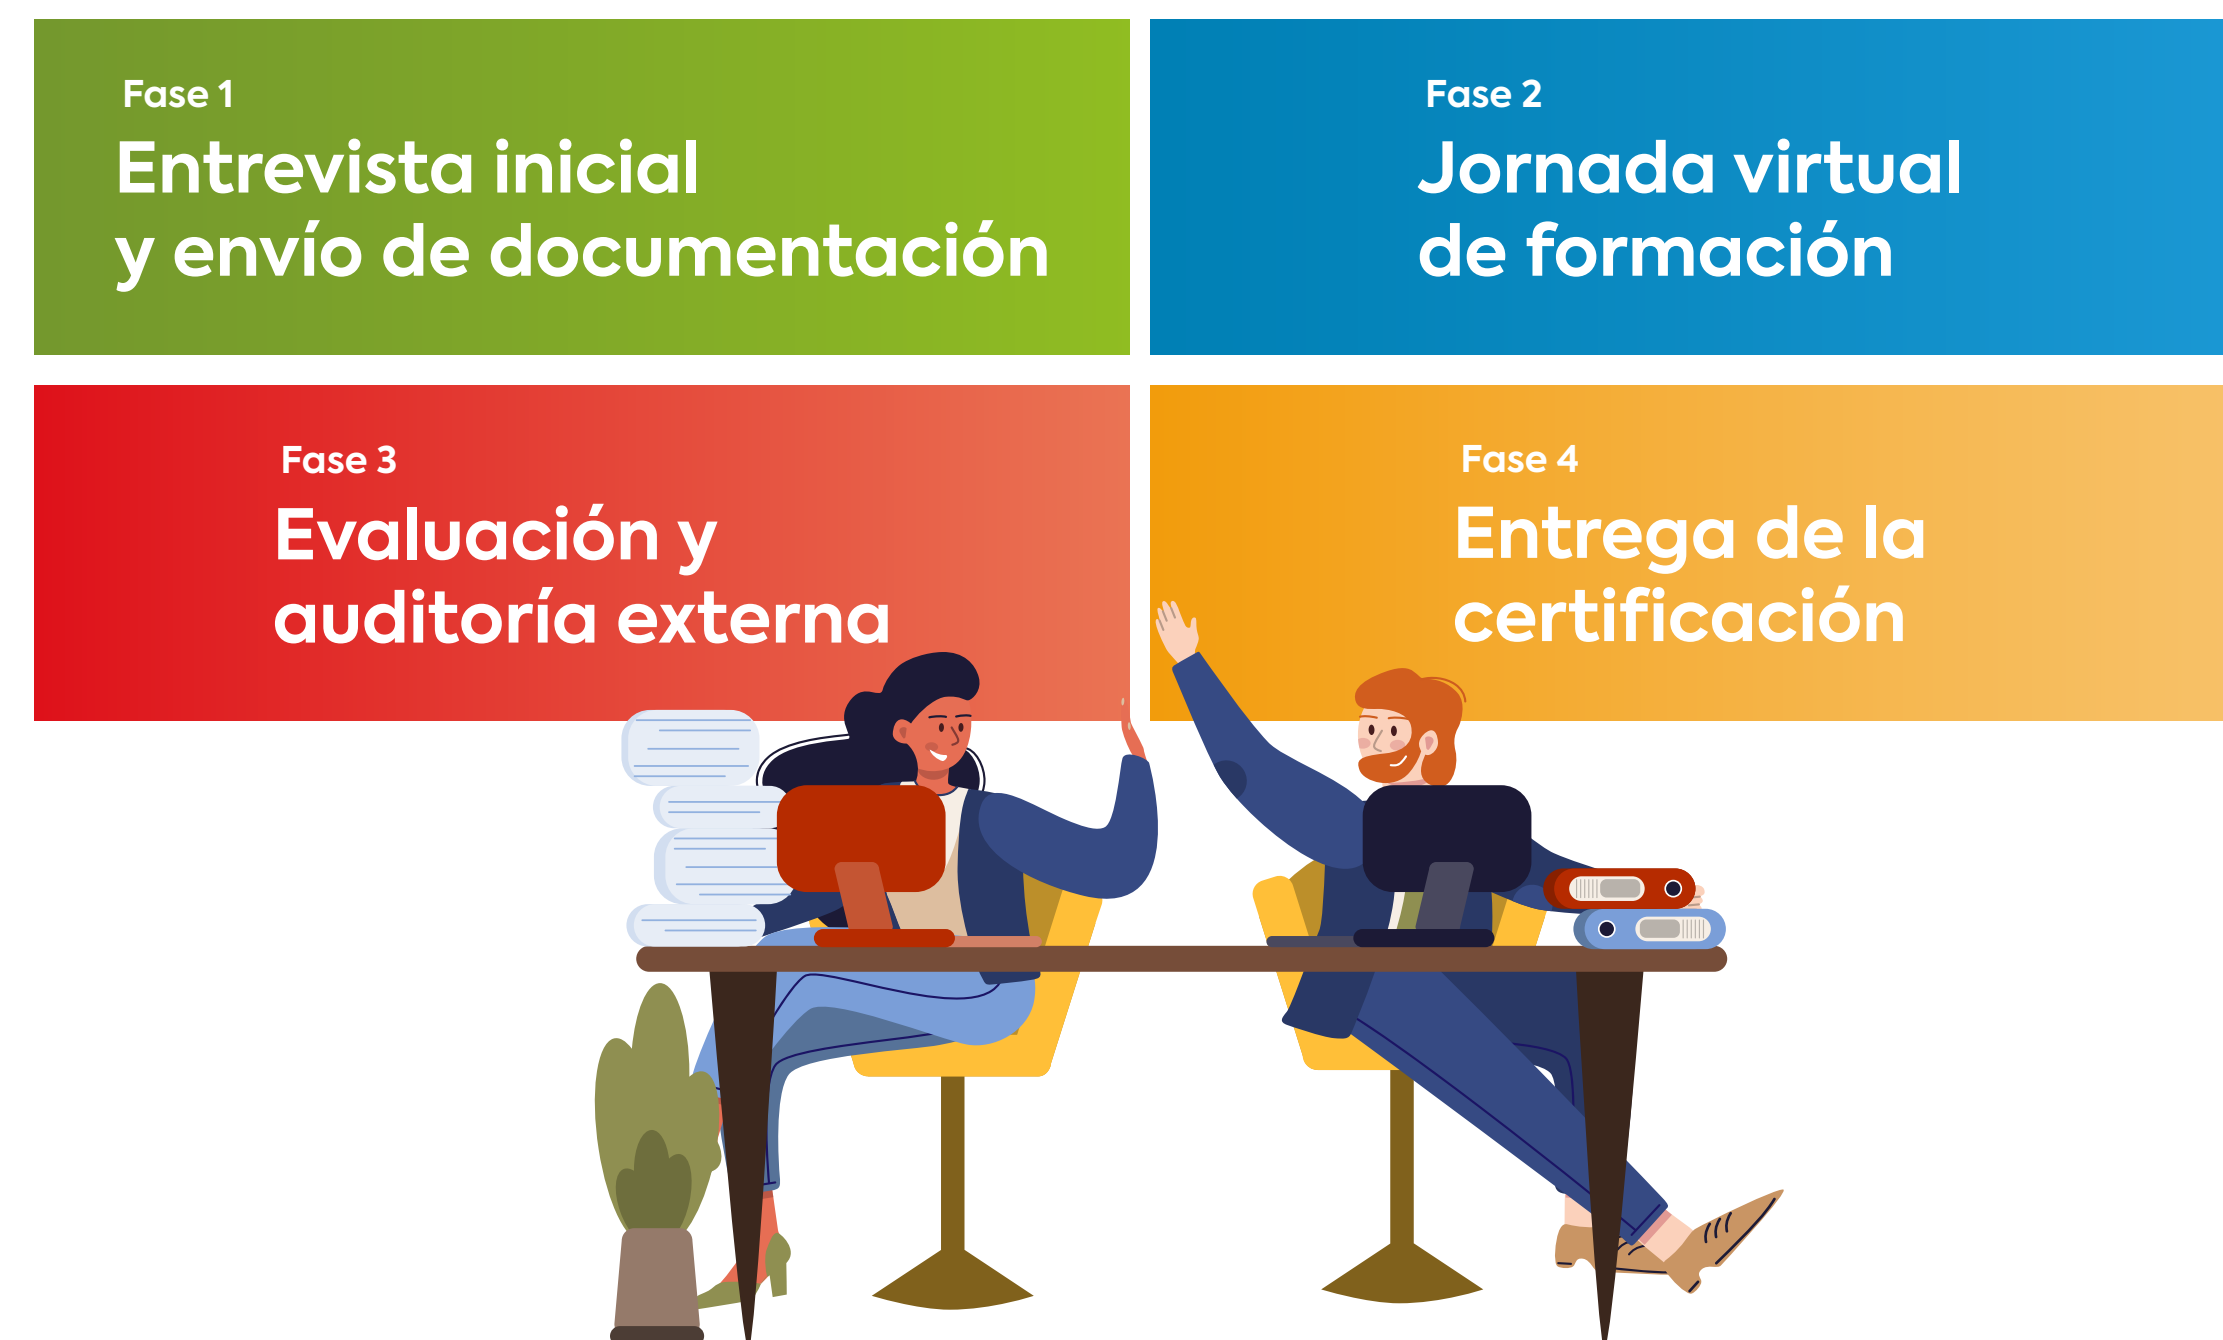 Fase 1
Entrevista inicial
y envío de documentación
Fase 2
Jornada virtual
de formación
Fase 3
Evaluación y
auditoría externa
Fase 4
Entrega de la
certificación